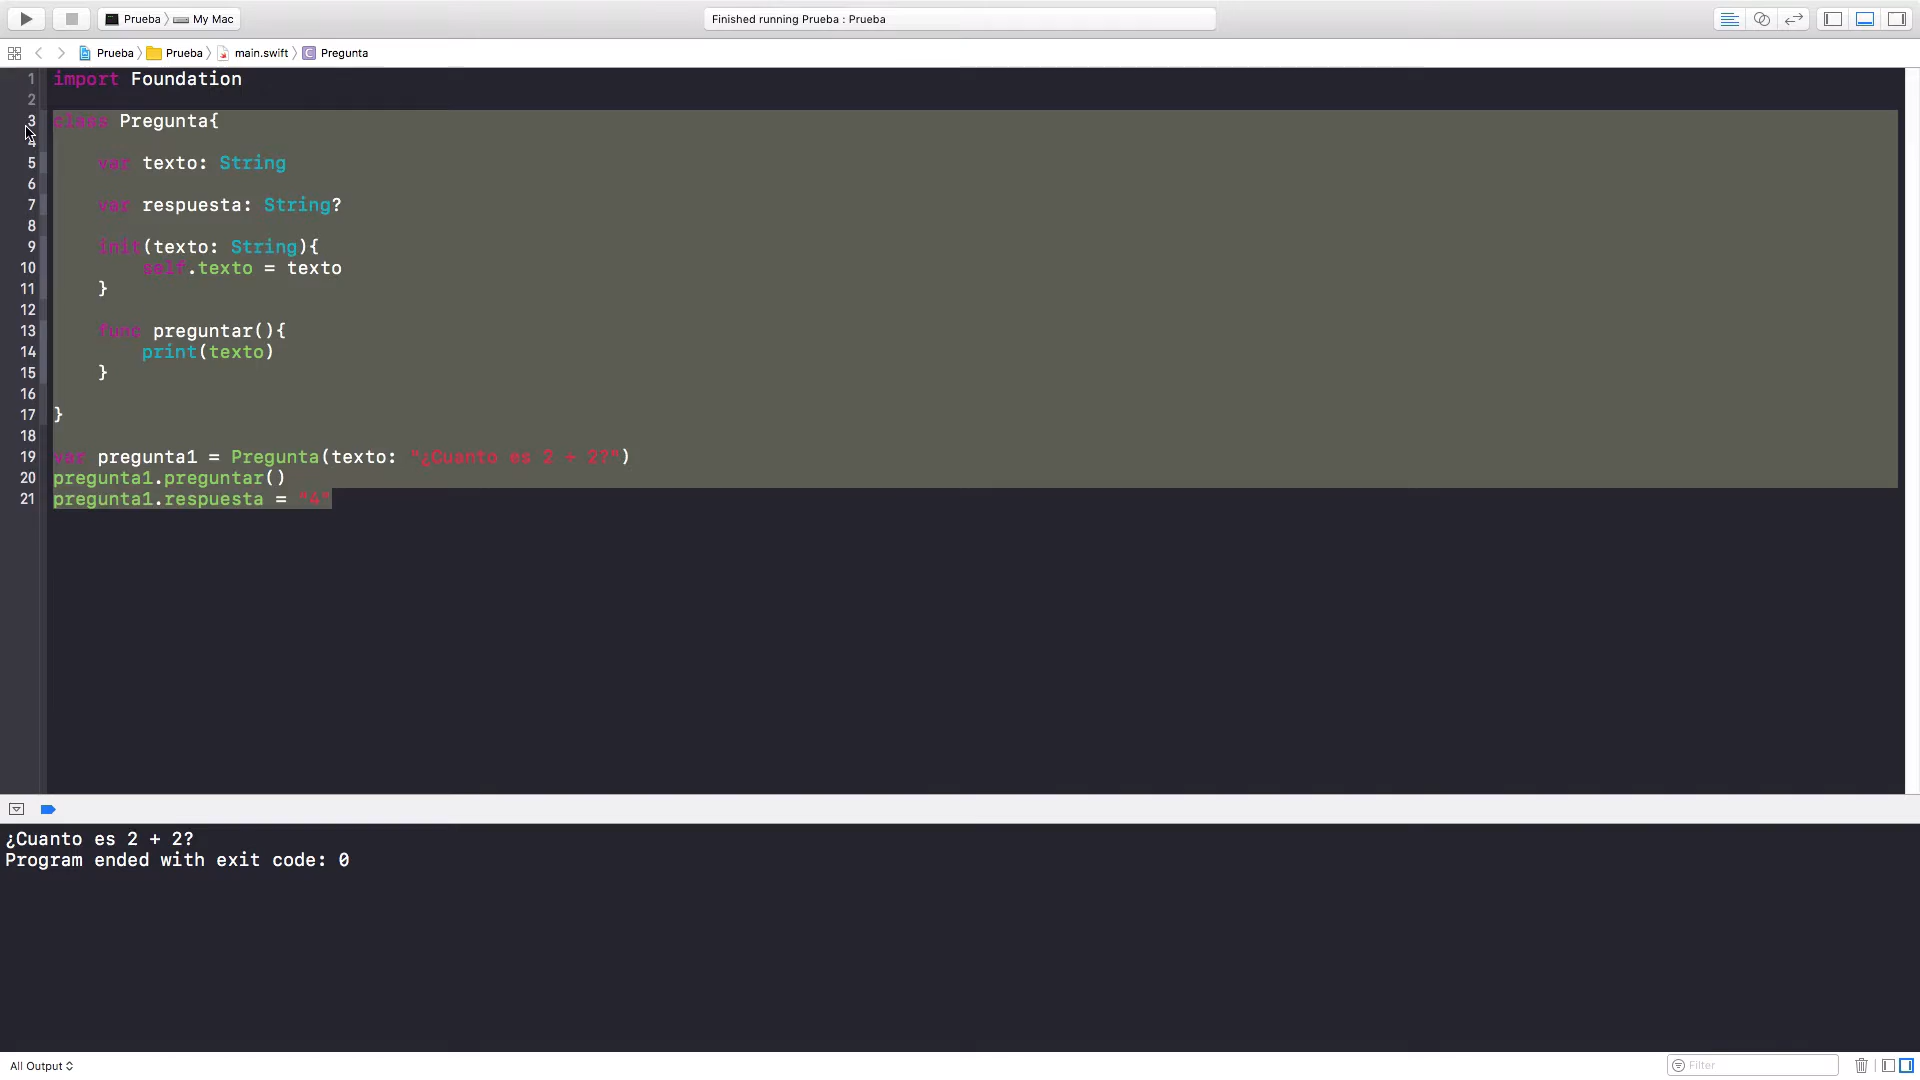 Prueba My Mac
Finished running Prueba : Prueba
Prueba Prueba main.swift C Pregunta
1 import Foundation
2
3 class Pregunta{
4
5 var texto: String
6
7 var respuesta: String?
8
9 init(texto: String){
10 self.texto = texto
11 }
12
13 func preguntar(){
14 print(texto)
15 }
16
17 }
18
19 var pregunta1 = Pregunta(texto: "¿Cuanto es 2 + 2?")
20 pregunta1.preguntar()
21 pregunta1.respuesta = "4"
¿Cuanto es 2 + 2?
Program ended with exit code: 0
All Output
Filter